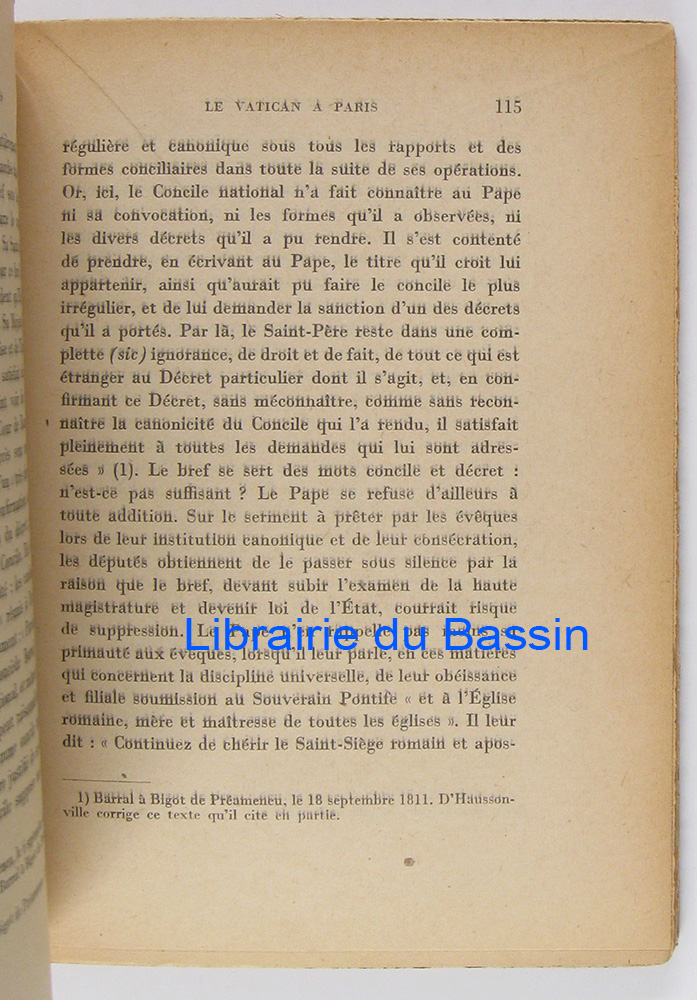 LE VATICAN A PARIS 115
régulière et canonique sous tous les rapports et des
formes conciliaires dans toute la suite de ses opérations.
Or, ici, le Concile national n'a fait connaître au Pape
ni sa convocation, ni les formes qu'il a observées, ni
les divers décrets qu'il a pu rendre. Il s'est contenté
de prendre, en écrivant au Pape, le titre qu'il croit lui
appartenir, ainsi qu'aurait pu faire le concile le plus
irrégulier, et de lui demander la sanction d'un des décrets
qu'il a portés. Par là, le Saint-Père reste dans une com-
plette (sic) ignorance, de droit et de fait, de tout ce qui est
étranger au Décret particulier dont il s'agit, et, en con-
firmant ce Décret, sans méconnaître, comme sans recon-
naître la canonicité du Concile qui l'a rendu, il satisfait
pleinement à toutes les demandes qui lui sont adres-
sées » (1). Le bref se sert des mots concile et décret :
n'est-ce pas suffisant ? Le Pape se refuse d'ailleurs à
toute addition. Sur le serment à prêter par les évêques
lors de leur institution canonique et de leur consécration,
les députés obtiennent de le passer sous silence par la
raison que le bref, devant subir l'examen de la haute
magistrature et devenir loi de l'État, courrait risque
de suppression. Le Pape n'en rappelle pas moins sa
Librairie du Bassin
primauté aux évêques, lorsqu'il leur parle, en ces matières
qui concernent la discipline universelle, de leur obéissance
et filiale soumission au Souverain Pontife « et à l'Église
romaine, mère et maîtresse de toutes les églises ». Il leur
dit : « Continuez de chérir le Saint-Siège romain et apos-
1) Barral à Bigot de Préameneu, le 18 septembre 1811. D'Hausson-
ville corrige ce texte qu'il cite en partie.